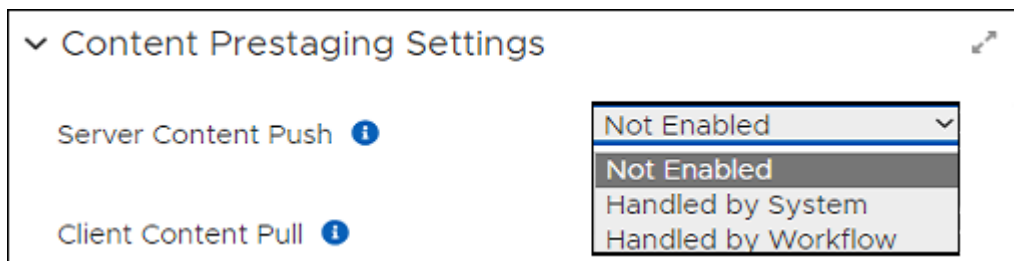 Content Prestaging Settings
Server Content Push
Not Enabled
Not Enabled
Handled by System
Client Content Pull
Handled by Workflow